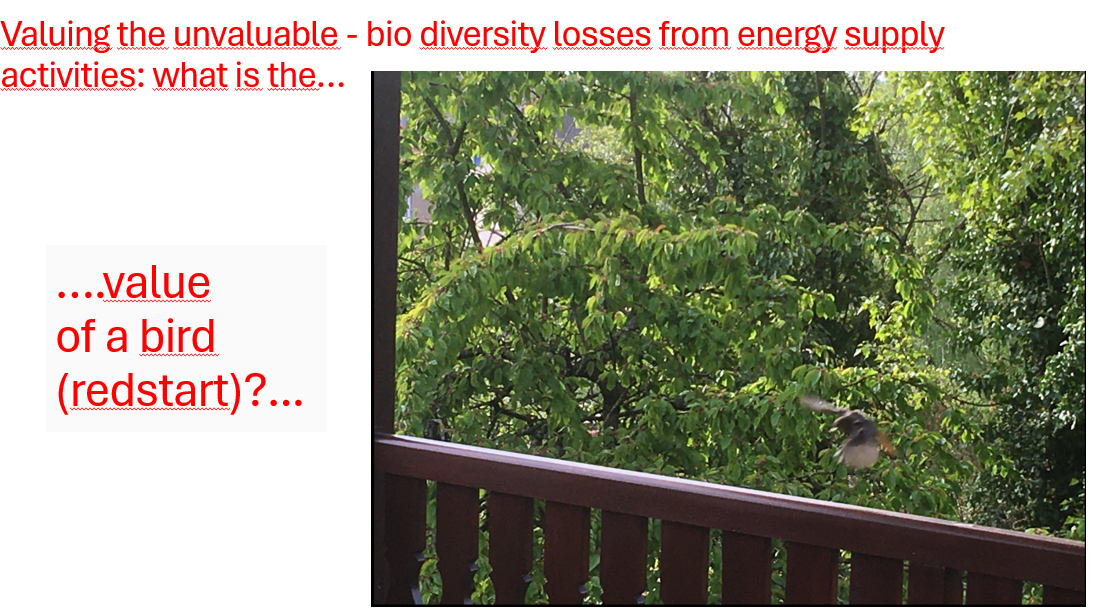 Valuing the unvaluable - bio diversity losses from energy supply
activities: what is the...
....value
of a bird
(redstart)?...